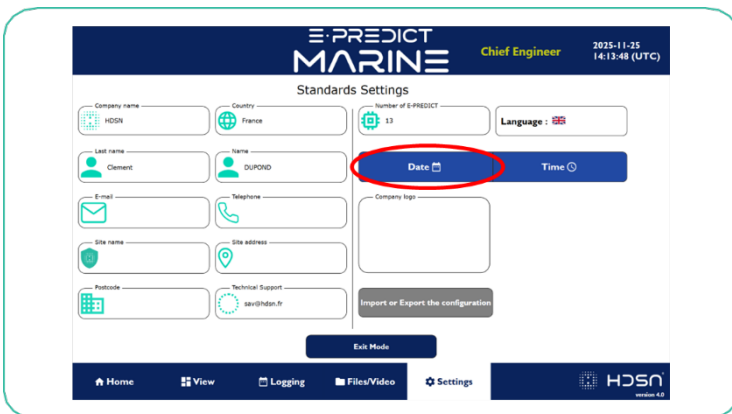 E·PREDICT
MARINE
Chief Engineer
2025-11-25
14:13:48 (UTC)
Standards Settings
Company name
HDSN
Country
France
Number of E-PREDICT
13
Language :
Last name
Clement
Name
DUPOND
Date
Time
E-mail
Telephone
Company logo
Site name
Site address
Postcode
Technical Support
sav@hdsn.fr
Import or Export the configuration
Exit Mode
Home
View
Logging
Files/Video
Settings
HDSN
version 4.0